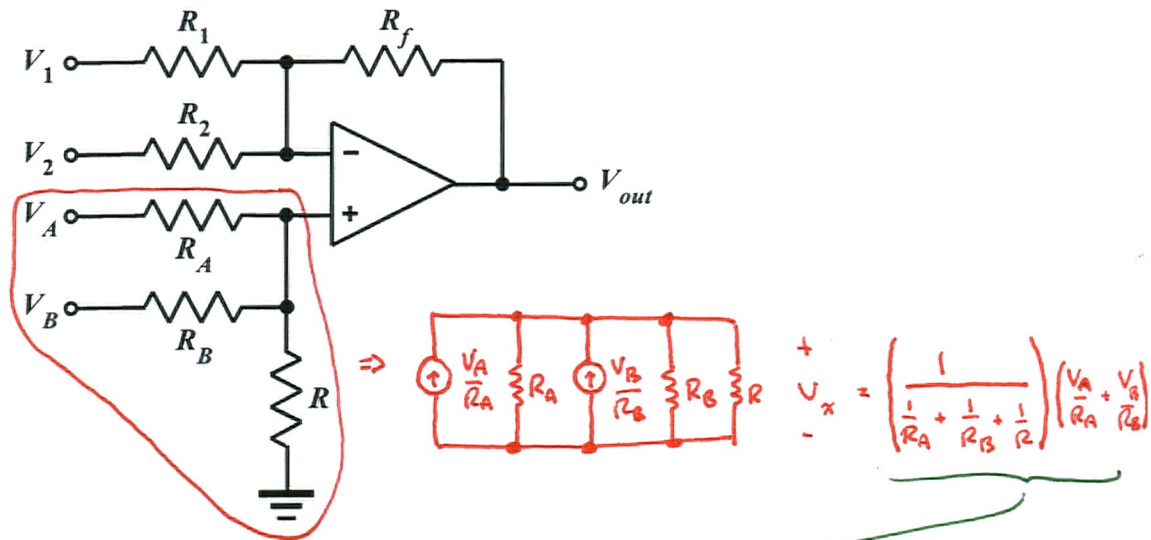 R1
Rf
V1
R2
V2
−
Vout
VA
+
RA
VB
RB
R
⇒
VA/RA
RA
VB/RB
RB
R
+
Vx = (1/(1/RA + 1/RB + 1/R)) (VA/RA + VB/RB)
-